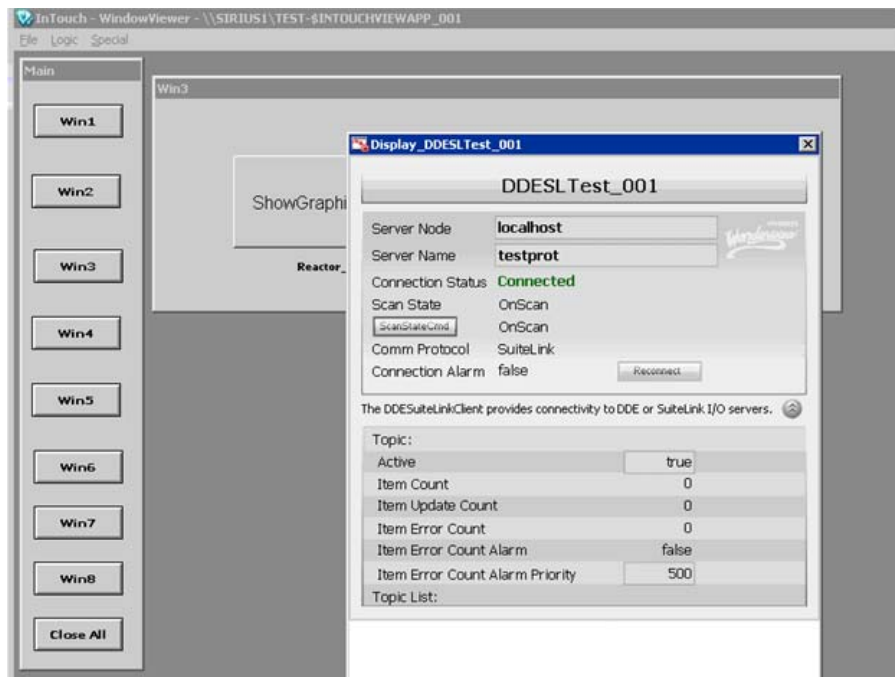 InTouch - WindowViewer - \\SIRIUS1\TEST-$INTOUCHVIEWAPP_001
File Logic Special
Main
Win1
Win2
Win3
Win4
Win5
Win6
Win7
Win8
Close All
Win3
ShowGraphi
Reactor_
Display_DDESLTest_001
DDESLTest_001
Server Node localhost
Server Name testprot
Wonderware
Connection Status Connected
Scan State OnScan
ScanStateCmd OnScan
Comm Protocol SuiteLink
Connection Alarm false Reconnect
The DDESuiteLinkClient provides connectivity to DDE or SuiteLink I/O servers.
Topic:
Active true
Item Count 0
Item Update Count 0
Item Error Count 0
Item Error Count Alarm false
Item Error Count Alarm Priority 500
Topic List: